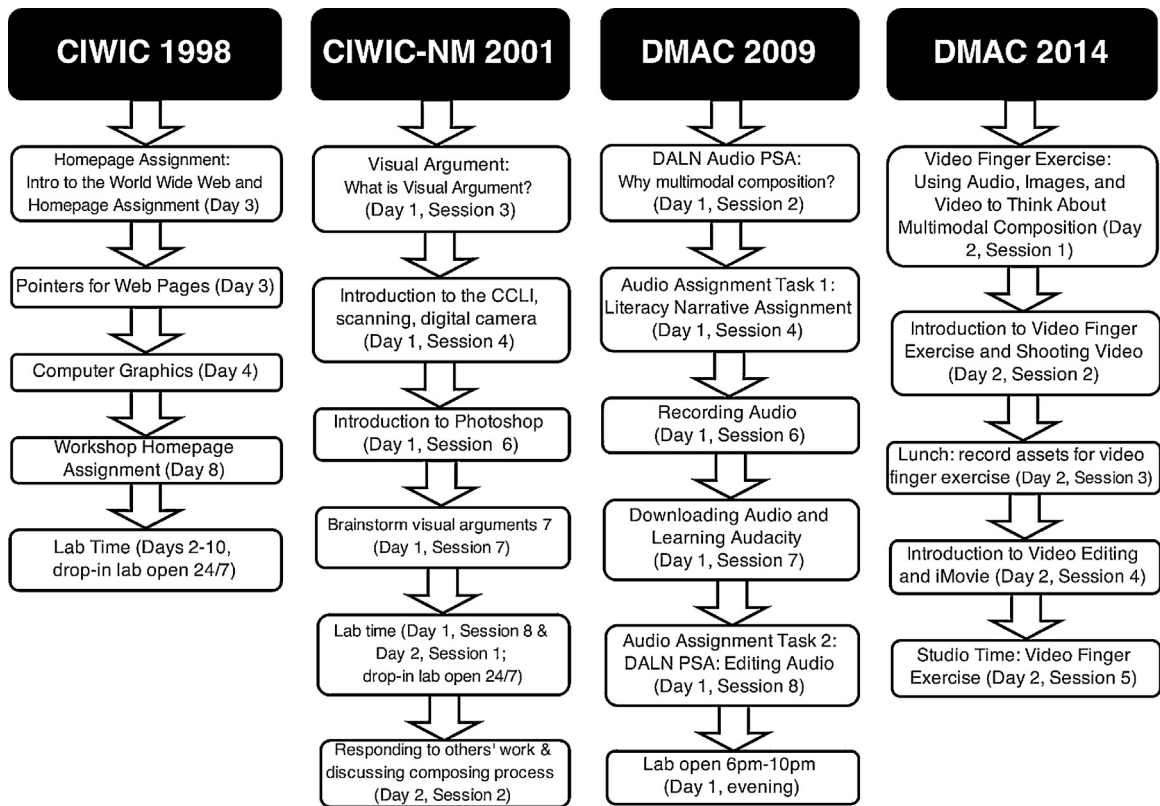 CIWIC 1998
Homepage Assignment:
Intro to the World Wide Web and
Homepage Assignment (Day 3)
Pointers for Web Pages (Day 3)
Computer Graphics (Day 4)
Workshop Homepage
Assignment (Day 8)
Lab Time (Days 2-10,
drop-in lab open 24/7)
CIWIC-NM 2001
Visual Argument:
What is Visual Argument?
(Day 1, Session 3)
Introduction to the CCLI,
scanning, digital camera
(Day 1, Session 4)
Introduction to Photoshop
(Day 1, Session 6)
Brainstorm visual arguments 7
(Day 1, Session 7)
Lab time (Day 1, Session 8 &
Day 2, Session 1;
drop-in lab open 24/7)
Responding to others' work &
discussing composing process
(Day 2, Session 2)
DMAC 2009
DALN Audio PSA:
Why multimodal composition?
(Day 1, Session 2)
Audio Assignment Task 1:
Literacy Narrative Assignment
(Day 1, Session 4)
Recording Audio
(Day 1, Session 6)
Downloading Audio and
Learning Audacity
(Day 1, Session 7)
Audio Assignment Task 2:
DALN PSA: Editing Audio
(Day 1, Session 8)
Lab open 6pm-10pm
(Day 1, evening)
DMAC 2014
Video Finger Exercise:
Using Audio, Images, and
Video to Think About
Multimodal Composition (Day
2, Session 1)
Introduction to Video Finger
Exercise and Shooting Video
(Day 2, Session 2)
Lunch: record assets for video
finger exercise (Day 2, Session 3)
Introduction to Video Editing
and iMovie (Day 2, Session 4)
Studio Time: Video Finger
Exercise (Day 2, Session 5)